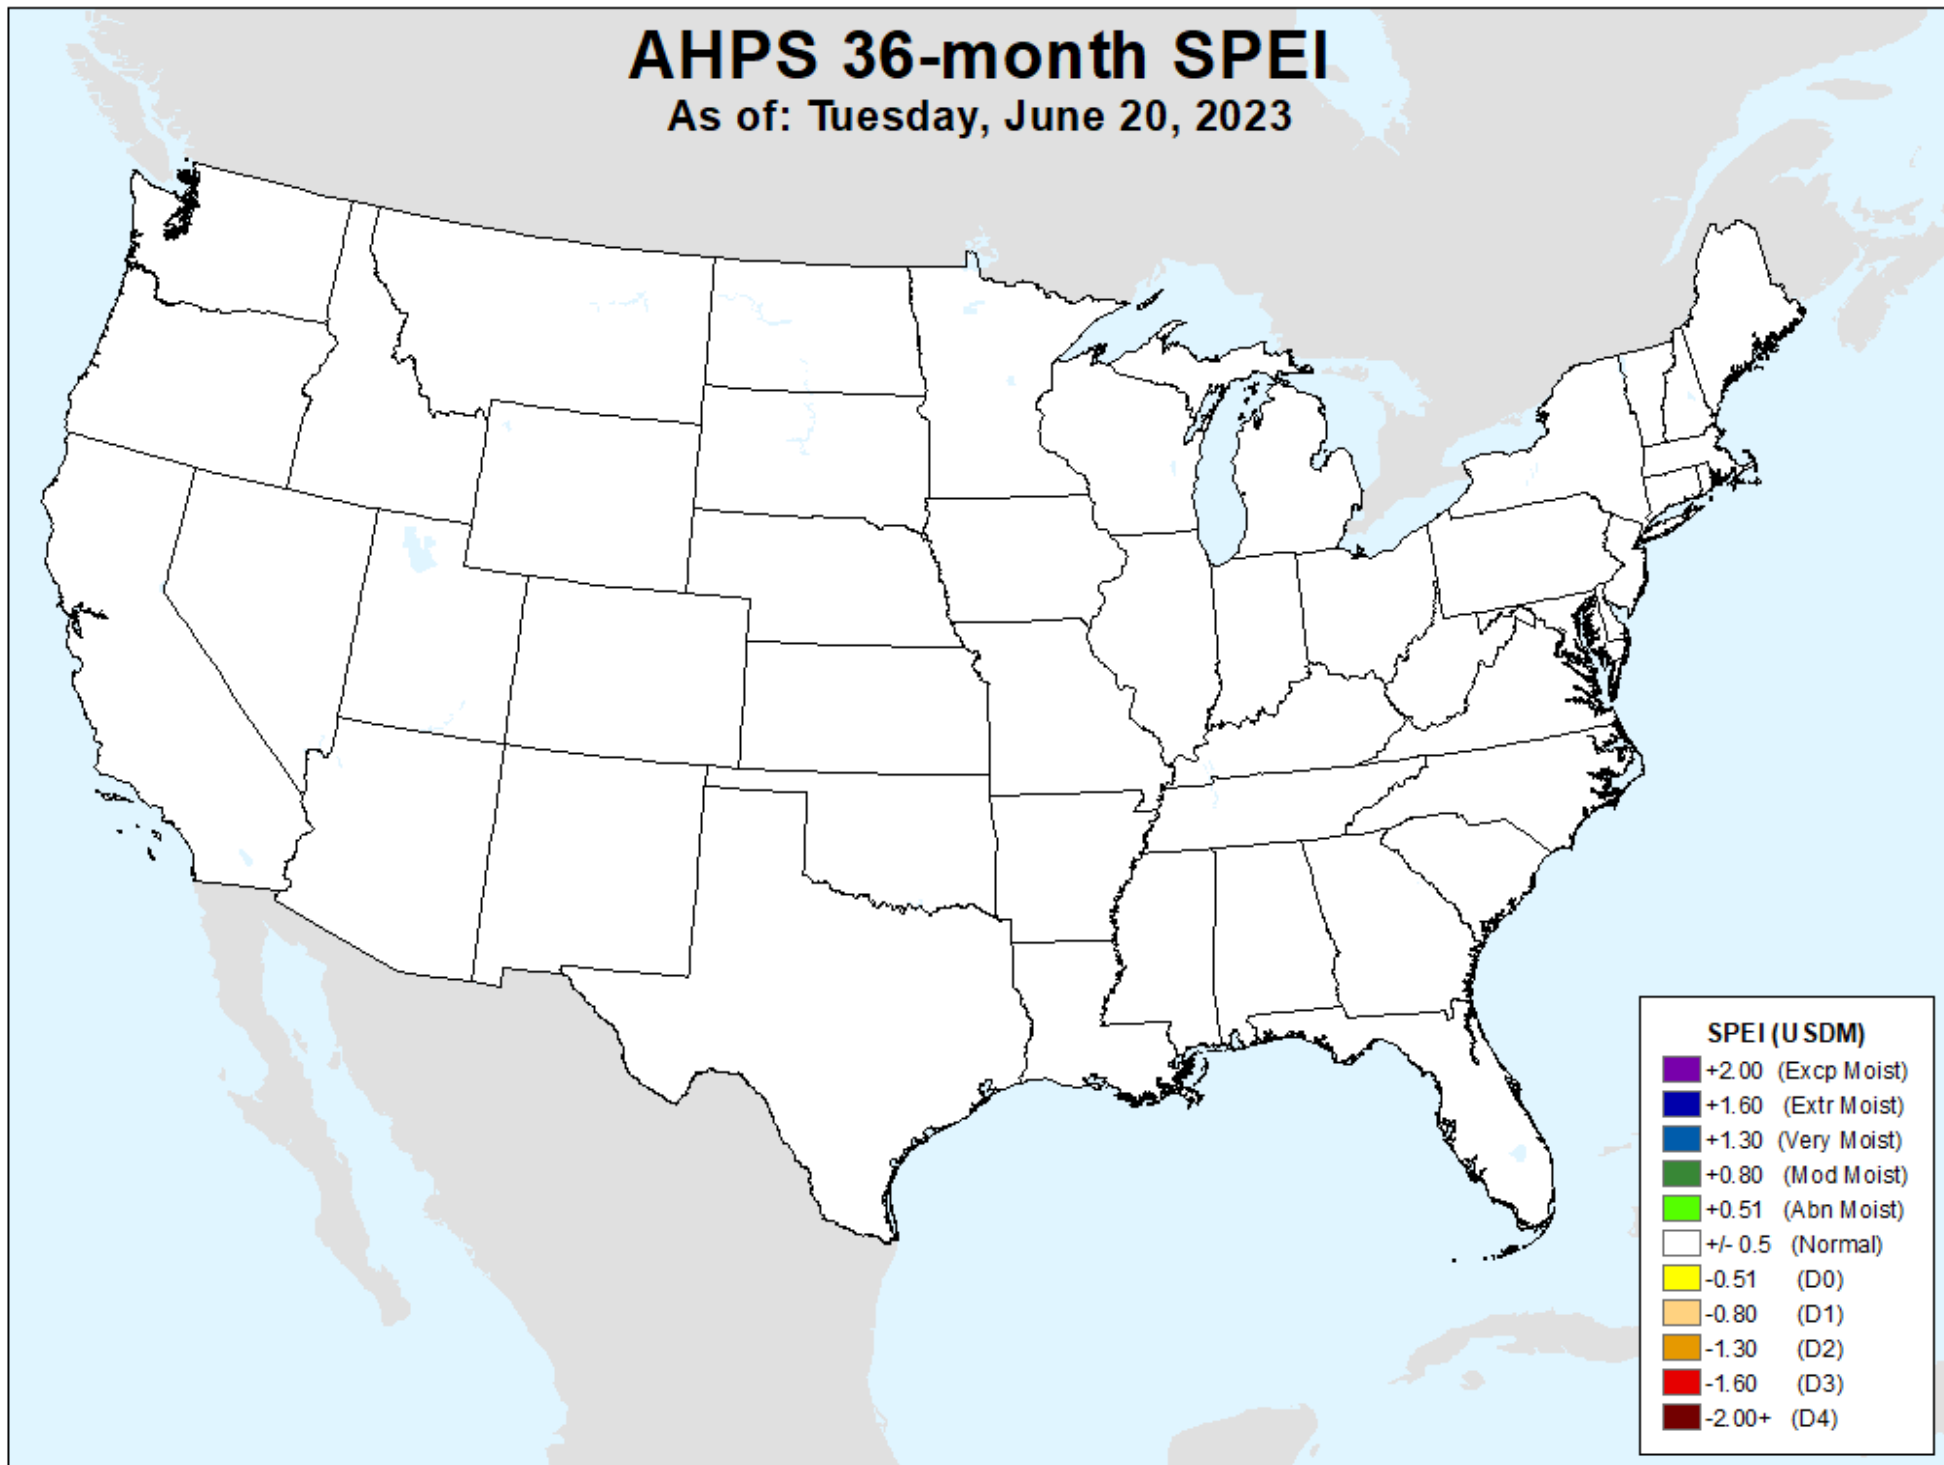 AHPS 36-month SPEI
As of: Tuesday, June 20, 2023
SPEI (USDM)
+2.00 (Excp Moist)
+1.60 (Extr Moist)
+1.30 (Very Moist)
+0.80 (Mod Moist)
+0.51 (Abn Moist)
+/- 0.5 (Normal)
-0.51 (D0)
-0.80 (D1)
-1.30 (D2)
-1.60 (D3)
-2.00+ (D4)